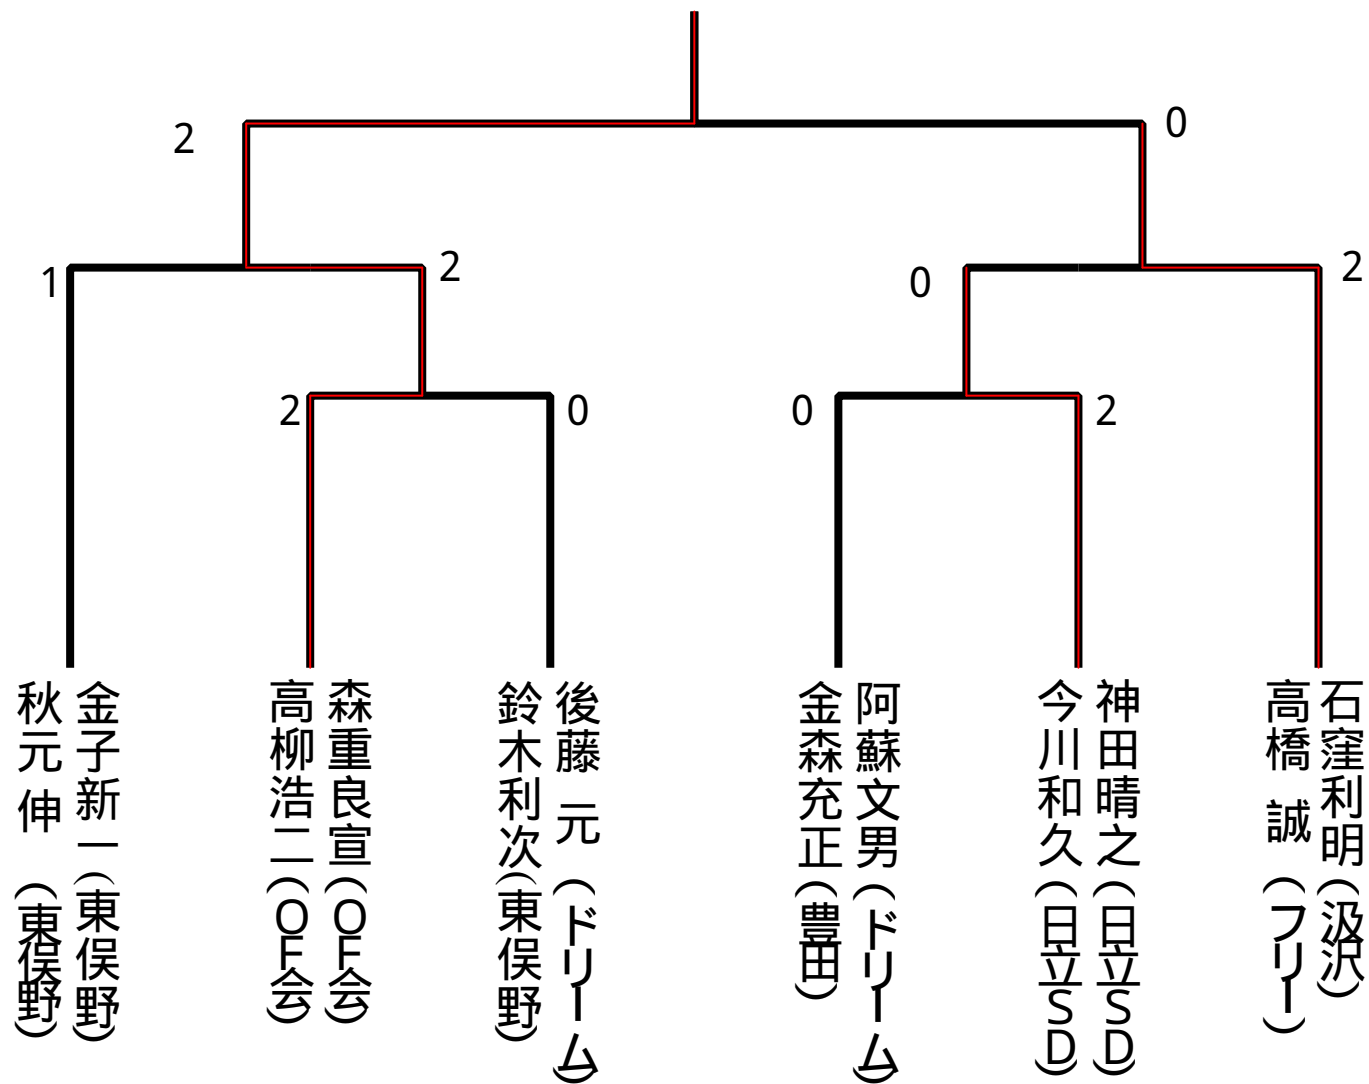 2
0
1
2
0
2
2
0
0
2
金子新一(東俣野)
秋元 伸 (東俣野)
森重良宣(OF会)
高柳浩二(OF会)
後藤 元 (ドリーム)
鈴木利次(東俣野)
阿蘇文男(ドリーム)
金森充正(豊田)
神田晴之(日立SD)
今川和久(日立SD)
石窪利明(汲沢)
高橋 誠 (フリー)